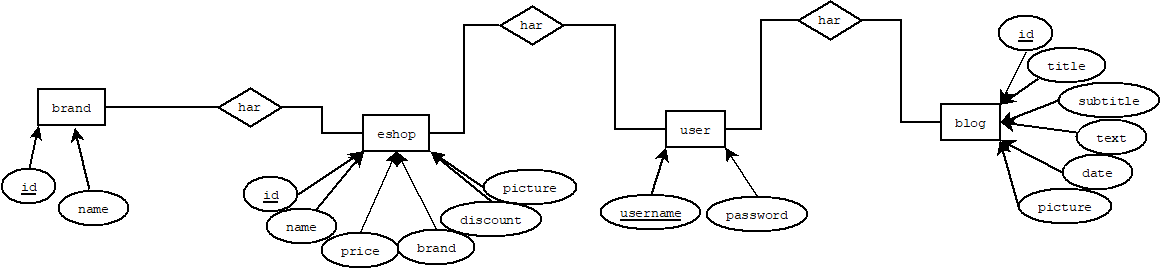 har
har
id
title
brand
har
subtitle
eshop
user
blog
text
date
id
name
id
name
price
brand
discount
picture
username
password
picture